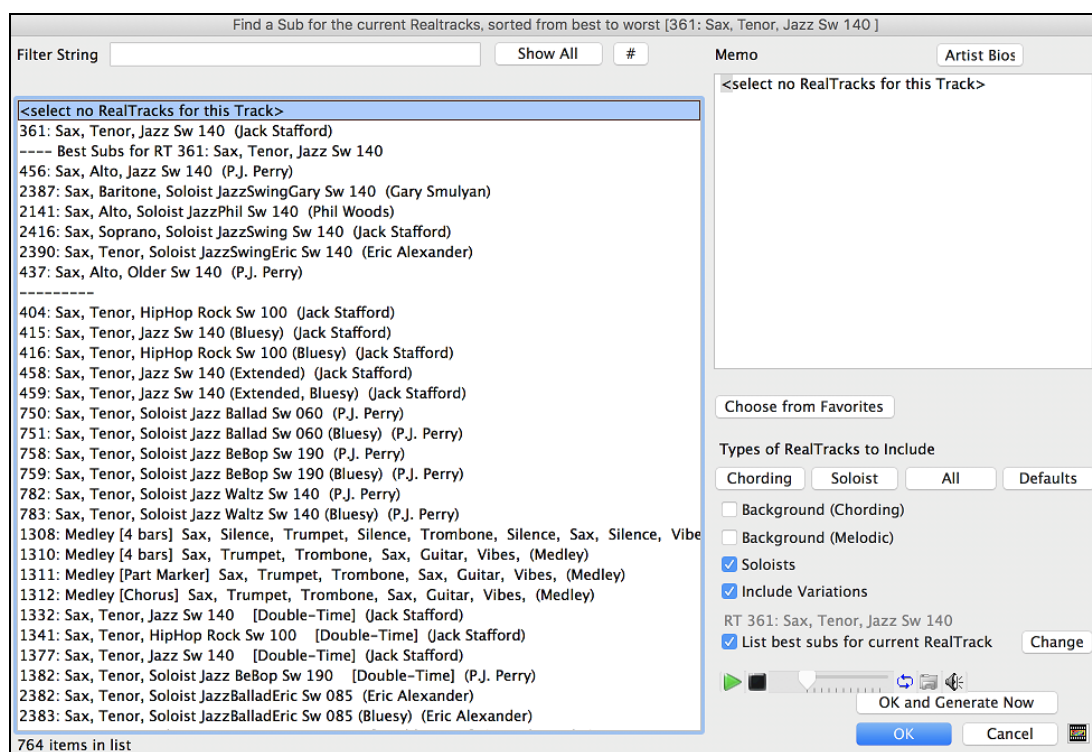 Find a Sub for the current Realtracks, sorted from best to worst [361: Sax, Tenor, Jazz Sw 140 ]
Filter String
Show All
#
<select no RealTracks for this Track>
361: Sax, Tenor, Jazz Sw 140 (Jack Stafford)
---- Best Subs for RT 361: Sax, Tenor, Jazz Sw 140
456: Sax, Alto, Jazz Sw 140 (P.J. Perry)
2387: Sax, Baritone, Soloist JazzSwingGary Sw 140 (Gary Smulyan)
2141: Sax, Alto, Soloist JazzPhil Sw 140 (Phil Woods)
2416: Sax, Soprano, Soloist JazzSwing Sw 140 (Jack Stafford)
2390: Sax, Tenor, Soloist JazzSwingEric Sw 140 (Eric Alexander)
437: Sax, Alto, Older Sw 140 (P.J. Perry)
---------
404: Sax, Tenor, HipHop Rock Sw 100 (Jack Stafford)
415: Sax, Tenor, Jazz Sw 140 (Bluesy) (Jack Stafford)
416: Sax, Tenor, HipHop Rock Sw 100 (Bluesy) (Jack Stafford)
458: Sax, Tenor, Jazz Sw 140 (Extended) (Jack Stafford)
459: Sax, Tenor, Jazz Sw 140 (Extended, Bluesy) (Jack Stafford)
750: Sax, Tenor, Soloist Jazz Ballad Sw 060 (P.J. Perry)
751: Sax, Tenor, Soloist Jazz Ballad Sw 060 (Bluesy) (P.J. Perry)
758: Sax, Tenor, Soloist Jazz BeBop Sw 190 (P.J. Perry)
759: Sax, Tenor, Soloist Jazz BeBop Sw 190 (Bluesy) (P.J. Perry)
782: Sax, Tenor, Soloist Jazz Waltz Sw 140 (P.J. Perry)
783: Sax, Tenor, Soloist Jazz Waltz Sw 140 (Bluesy) (P.J. Perry)
1308: Medley [4 bars] Sax, Silence, Trumpet, Silence, Trombone, Silence, Sax, Silence, Vibe
1310: Medley [4 bars] Sax, Trumpet, Trombone, Sax, Guitar, Vibes, (Medley)
1311: Medley [Part Marker] Sax, Trumpet, Trombone, Sax, Guitar, Vibes, (Medley)
1312: Medley [Chorus] Sax, Trumpet, Trombone, Sax, Guitar, Vibes, (Medley)
1332: Sax, Tenor, Jazz Sw 140 [Double-Time] (Jack Stafford)
1341: Sax, Tenor, HipHop Rock Sw 100 [Double-Time] (Jack Stafford)
1377: Sax, Tenor, Jazz Sw 140 [Double-Time] (Jack Stafford)
1382: Sax, Tenor, Soloist Jazz BeBop Sw 190 [Double-Time] (P.J. Perry)
2382: Sax, Tenor, Soloist JazzBalladEric Sw 085 (Eric Alexander)
2383: Sax, Tenor, Soloist JazzBalladEric Sw 085 (Bluesy) (Eric Alexander)
764 items in list
Memo
Artist Bios
<select no RealTracks for this Track>
Choose from Favorites
Types of RealTracks to Include
Chording
Soloist
All
Defaults
Background (Chording)
Background (Melodic)
Soloists
Include Variations
RT 361: Sax, Tenor, Jazz Sw 140
List best subs for current RealTrack
Change
OK and Generate Now
OK
Cancel